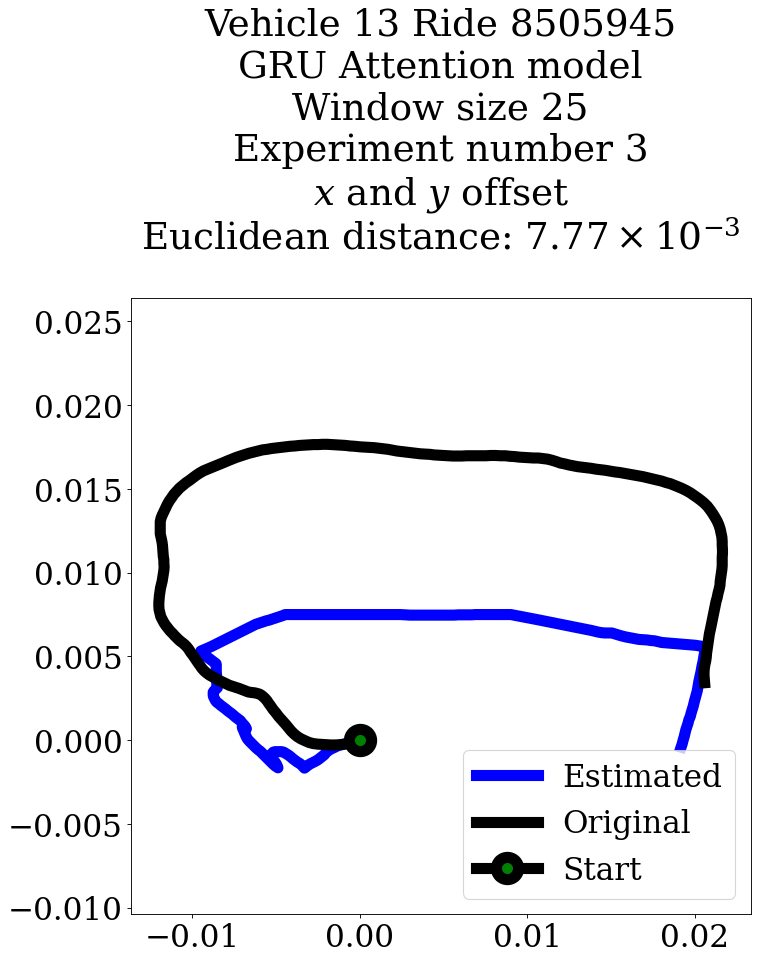 Vehicle 13 Ride 8505945
GRU Attention model
Window size 25
Experiment number 3
x and y offset
Euclidean distance: 7.77 × 10⁻³
0.025
0.020
0.015
0.010
0.005
0.000
−0.005
−0.010
Estimated
Original
Start
−0.01 0.00 0.01 0.02